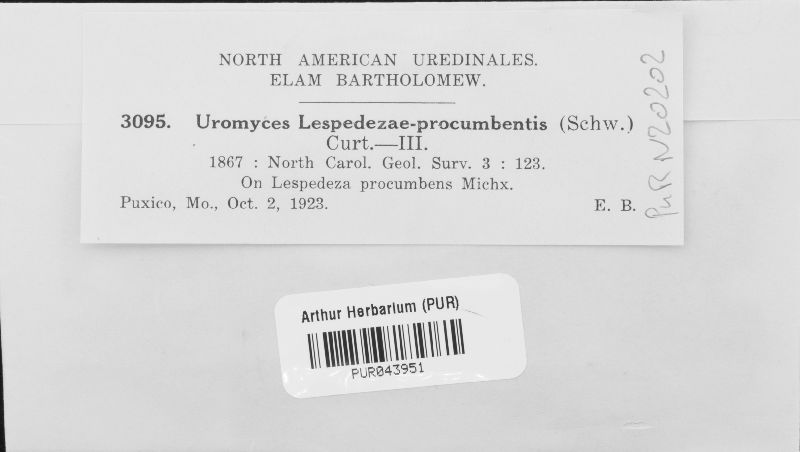 NORTH AMERICAN UREDINALES.
ELAM BARTHOLOMEW.
3095. Uromyces Lespedezae-procumbentis (Schw.)
Curt.—III.
1867 : North Carol. Geol. Surv. 3 : 123.
On Lespedeza procumbens Michx.
Puxico, Mo., Oct. 2, 1923. E. B.
PUR N20202
Arthur Herbarium (PUR)
PUR043951